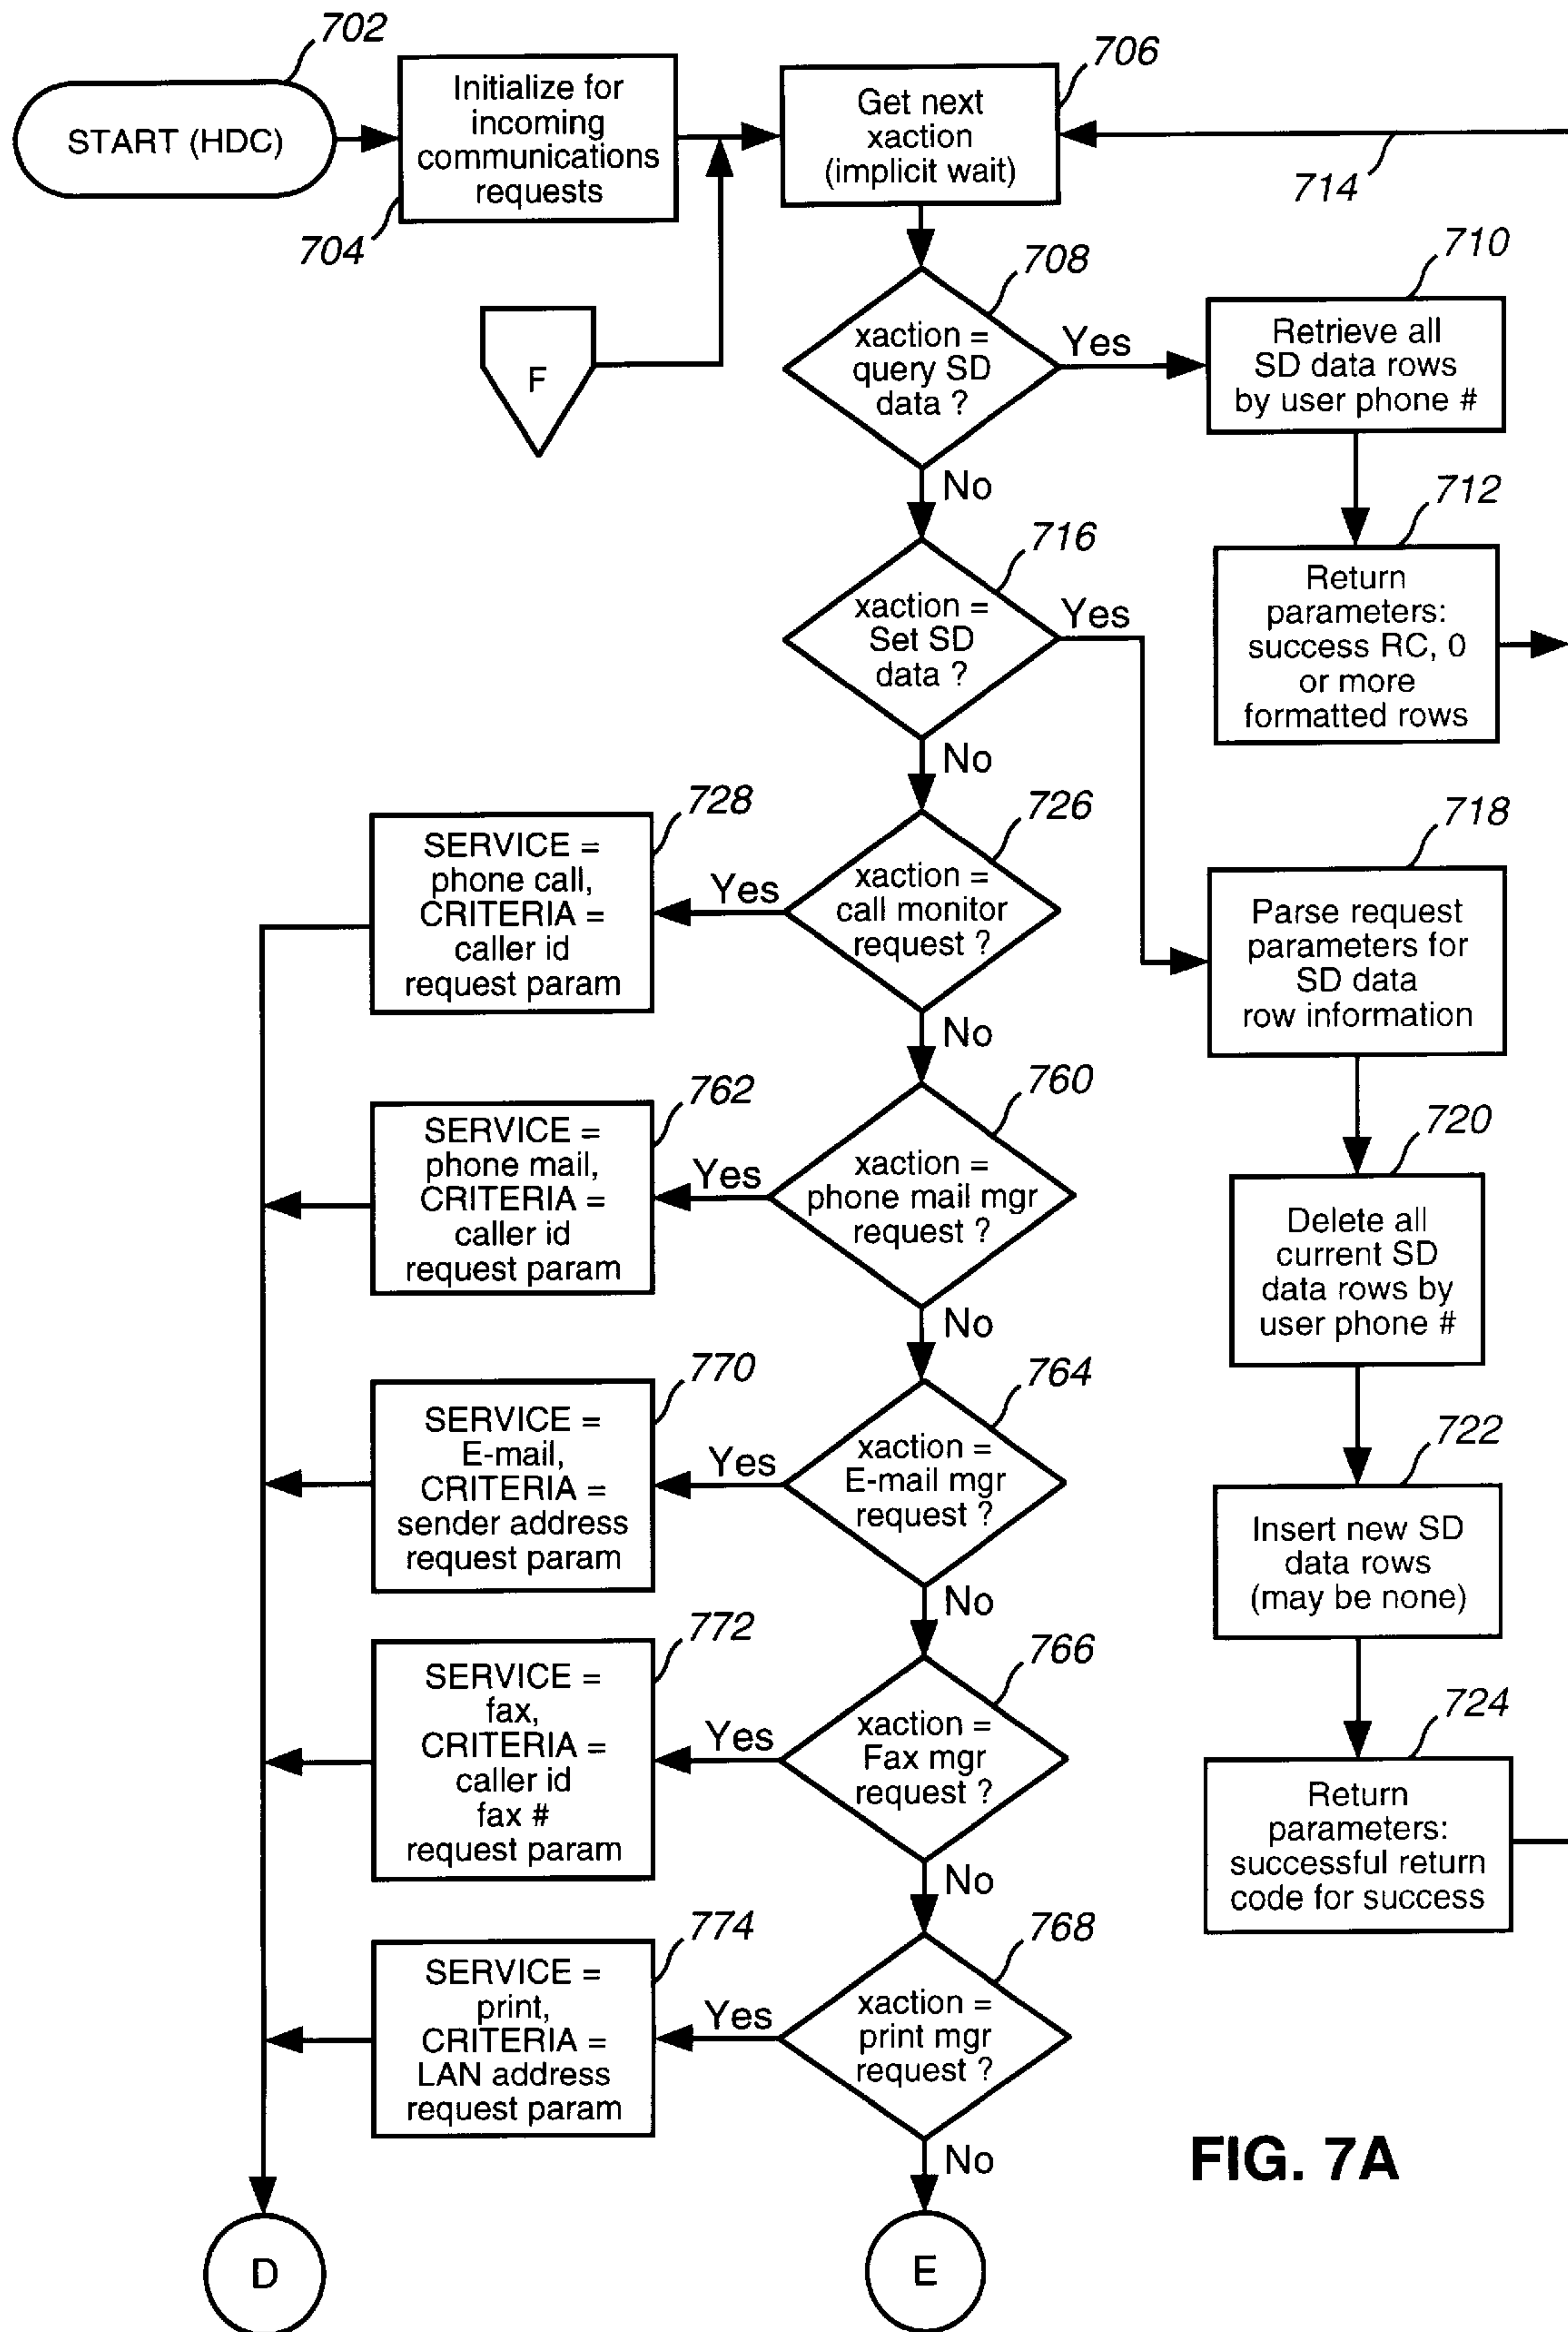 702
START (HDC)
Initialize for
incoming
communications
requests
704
706
Get next
xaction
(implicit wait)
714
F
708
xaction =
query SD
data ?
Yes
No
710
Retrieve all
SD data rows
by user phone #
712
Return
parameters:
success RC, 0
or more
formatted rows
716
xaction =
Set SD
data ?
Yes
No
718
Parse request
parameters for
SD data
row information
720
Delete all
current SD
data rows by
user phone #
722
Insert new SD
data rows
(may be none)
724
Return
parameters:
successful return
code for success
726
xaction =
call monitor
request ?
Yes
No
728
SERVICE =
phone call,
CRITERIA =
caller id
request param
760
xaction =
phone mail mgr
request ?
Yes
No
762
SERVICE =
phone mail,
CRITERIA =
caller id
request param
764
xaction =
E-mail mgr
request ?
Yes
No
770
SERVICE =
E-mail,
CRITERIA =
sender address
request param
766
xaction =
Fax mgr
request ?
Yes
No
772
SERVICE =
fax,
CRITERIA =
caller id
fax #
request param
768
xaction =
print mgr
request ?
Yes
No
774
SERVICE =
print,
CRITERIA =
LAN address
request param
D
E
FIG. 7A